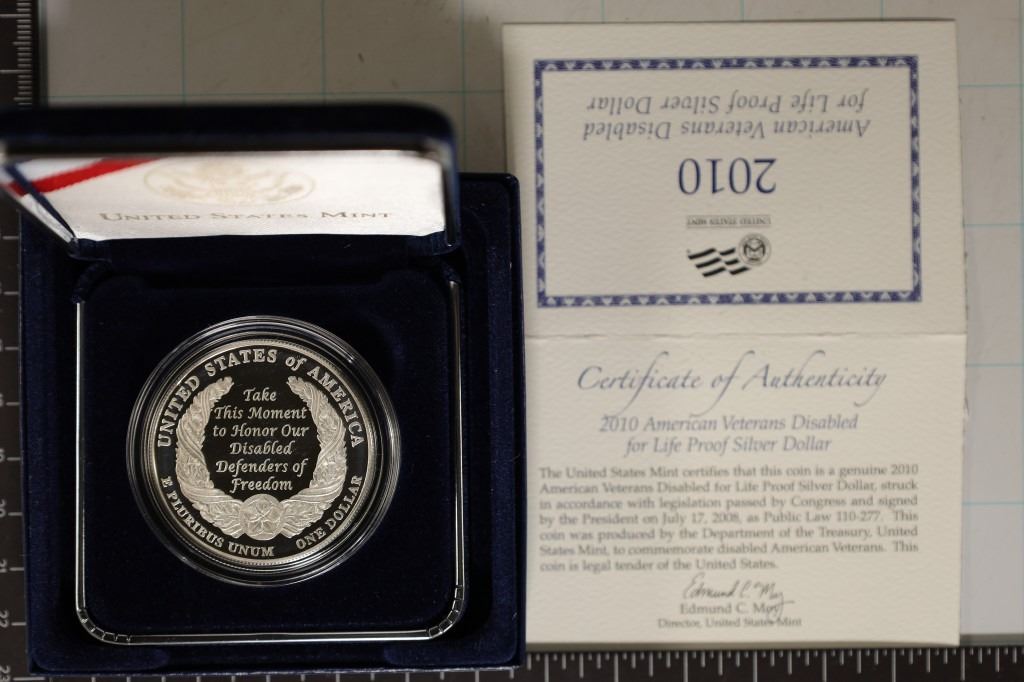 UNITED STATES MINT
UNITED STATES of AMERICA
Take
This Moment
to Honor Our
Disabled
Defenders of
Freedom
E PLURIBUS UNUM
ONE DOLLAR
American Veterans Disabled
for Life Proof Silver Dollar
2010
UNITED STATES MINT
Certificate of Authenticity
2010 American Veterans Disabled
for Life Proof Silver Dollar
The United States Mint certifies that this coin is a genuine 2010
American Veterans Disabled for Life Proof Silver Dollar, struck
in accordance with legislation passed by Congress and signed
by the President on July 17, 2008, as Public Law 110-277. This
coin was produced by the Department of the Treasury, United
States Mint, to commemorate disabled American Veterans. This
coin is legal tender of the United States.
Edmund C. Moy
Edmund C. Moy
Director, United States Mint
21
22
23